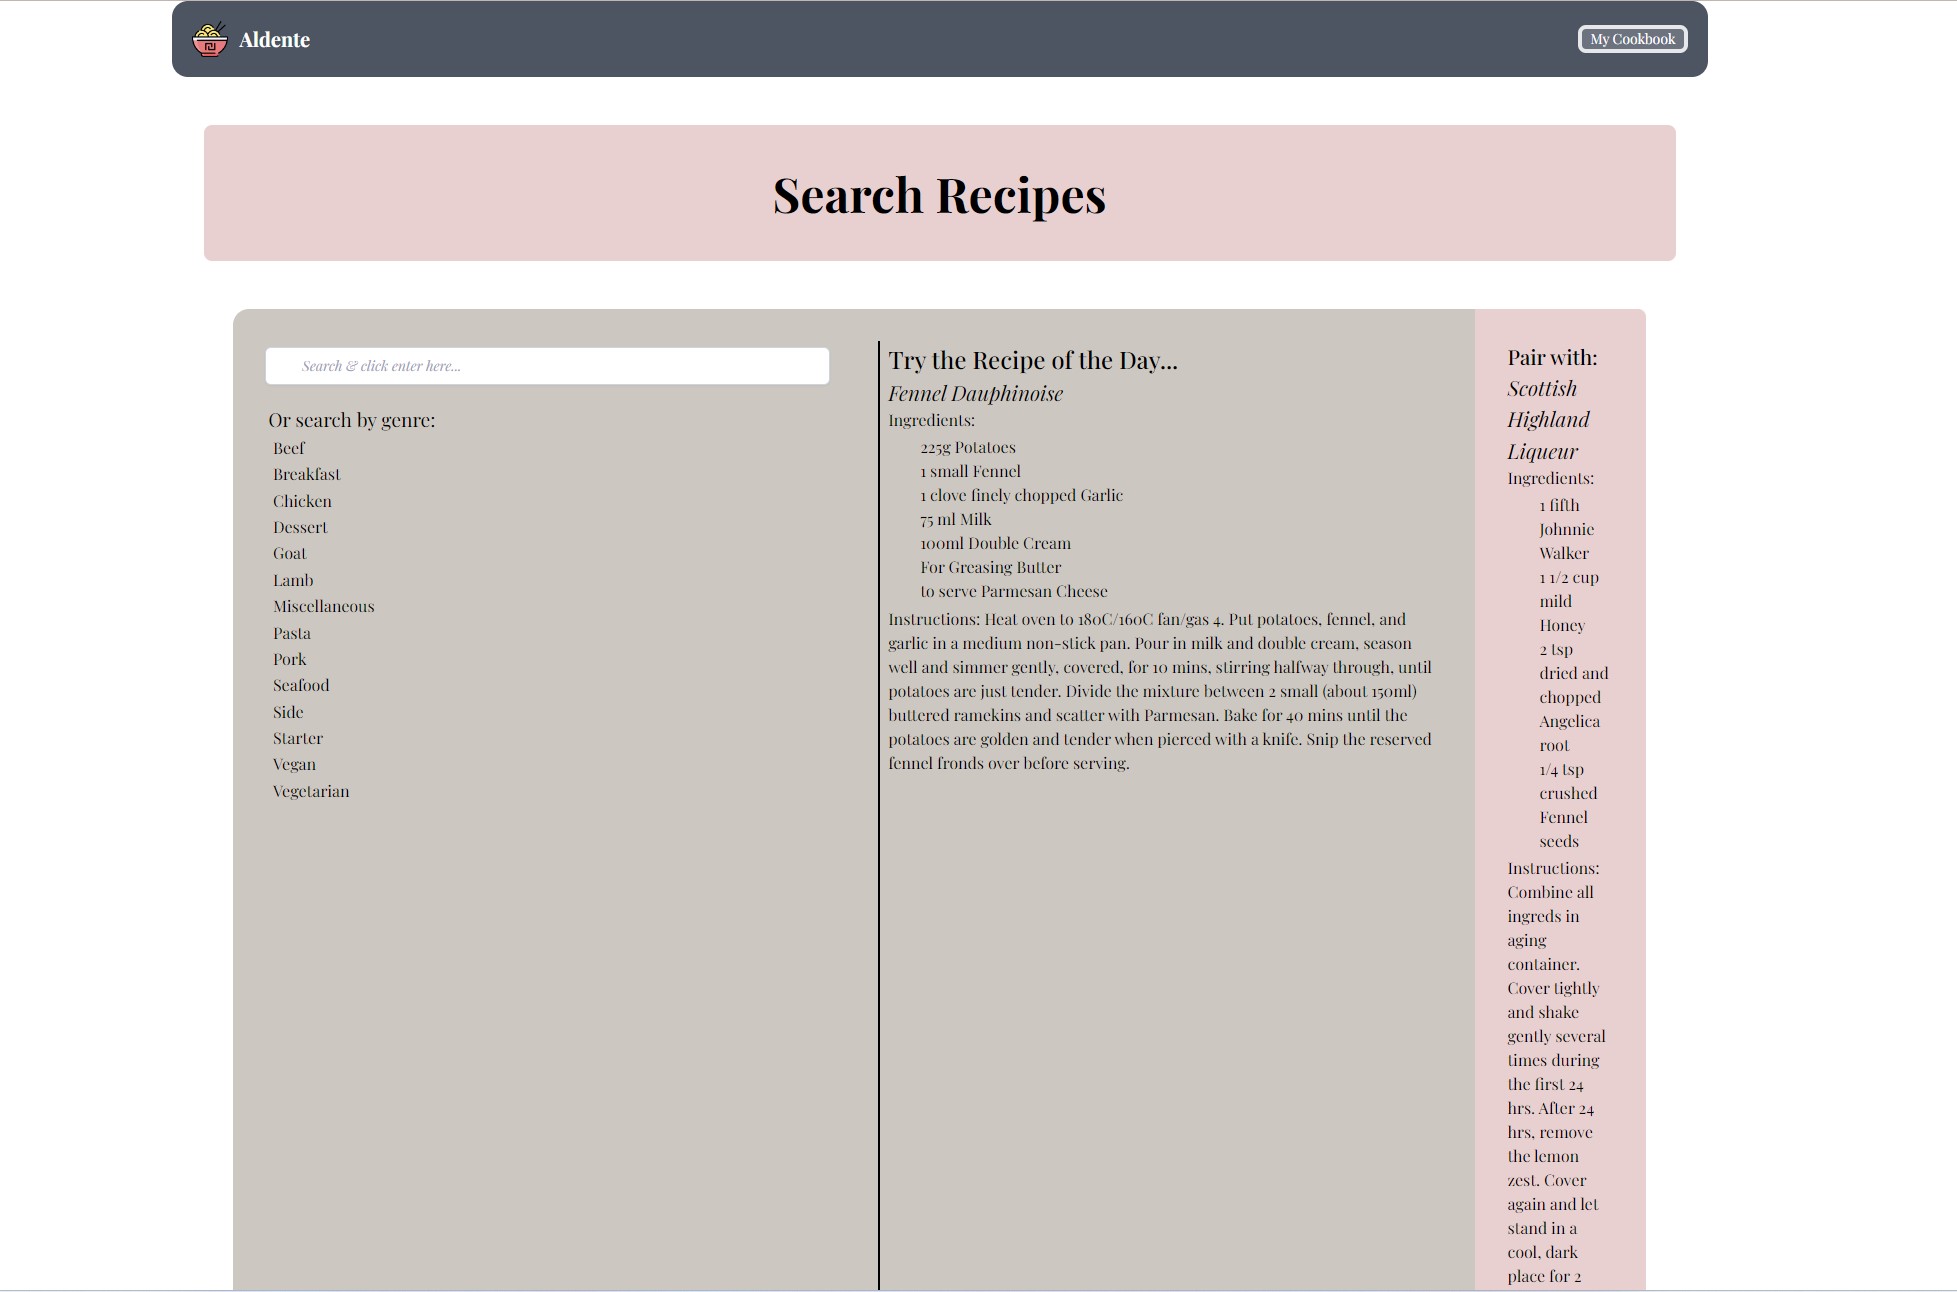 Aldente
My Cookbook
Search Recipes
Search & click enter here...
Or search by genre:
Beef
Breakfast
Chicken
Dessert
Goat
Lamb
Miscellaneous
Pasta
Pork
Seafood
Side
Starter
Vegan
Vegetarian
Try the Recipe of the Day...
Fennel Dauphinoise
Ingredients:
225g Potatoes
1 small Fennel
1 clove finely chopped Garlic
75 ml Milk
100ml Double Cream
For Greasing Butter
to serve Parmesan Cheese
Instructions: Heat oven to 180C/160C fan/gas 4. Put potatoes, fennel, and
garlic in a medium non-stick pan. Pour in milk and double cream, season
well and simmer gently, covered, for 10 mins, stirring halfway through, until
potatoes are just tender. Divide the mixture between 2 small (about 150ml)
buttered ramekins and scatter with Parmesan. Bake for 40 mins until the
potatoes are golden and tender when pierced with a knife. Snip the reserved
fennel fronds over before serving.
Pair with:
Scottish
Highland
Liqueur
Ingredients:
1 fifth
Johnnie
Walker
1 1/2 cup
mild
Honey
2 tsp
dried and
chopped
Angelica
root
1/4 tsp
crushed
Fennel
seeds
Instructions:
Combine all
ingreds in
aging
container.
Cover tightly
and shake
gently several
times during
the first 24
hrs. After 24
hrs, remove
the lemon
zest. Cover
again and let
stand in a
cool, dark
place for 2